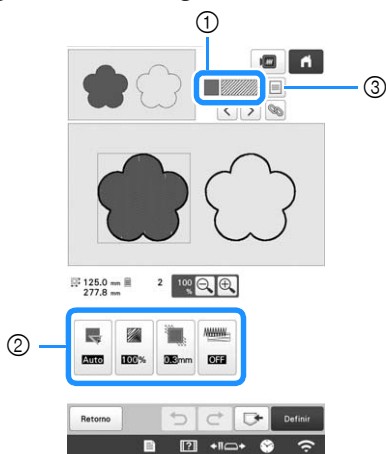 ①
③
125.0 mm 2 100
277.8 mm %
②
Auto 100% 0.3mm OFF
Retorno Definir